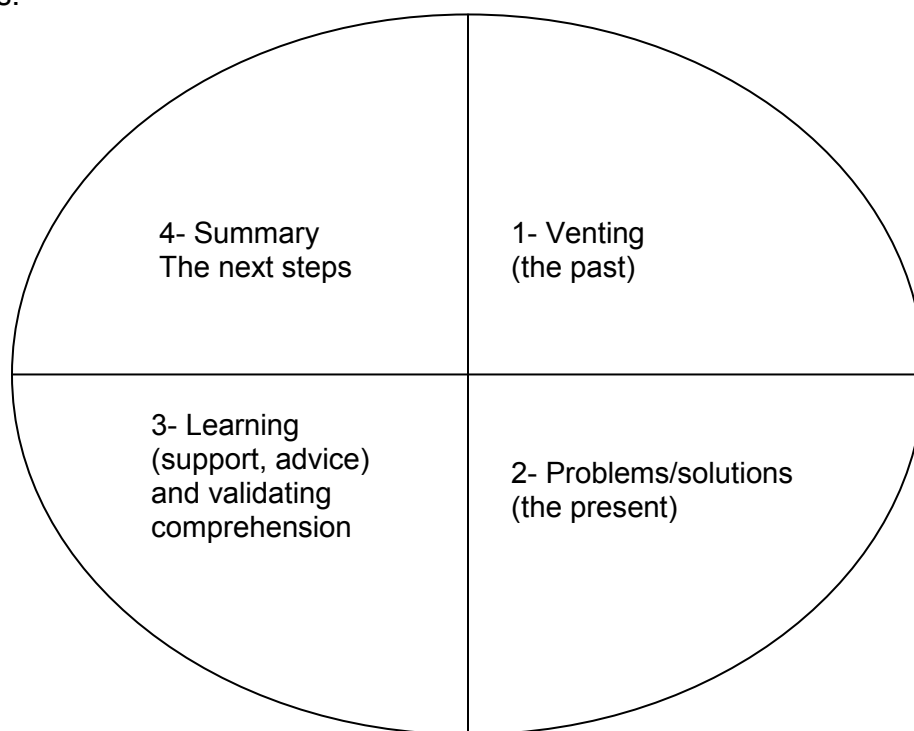 s.
4- Summary
The next steps
1- Venting
(the past)
3- Learning
(support, advice)
and validating
comprehension
2- Problems/solutions
(the present)